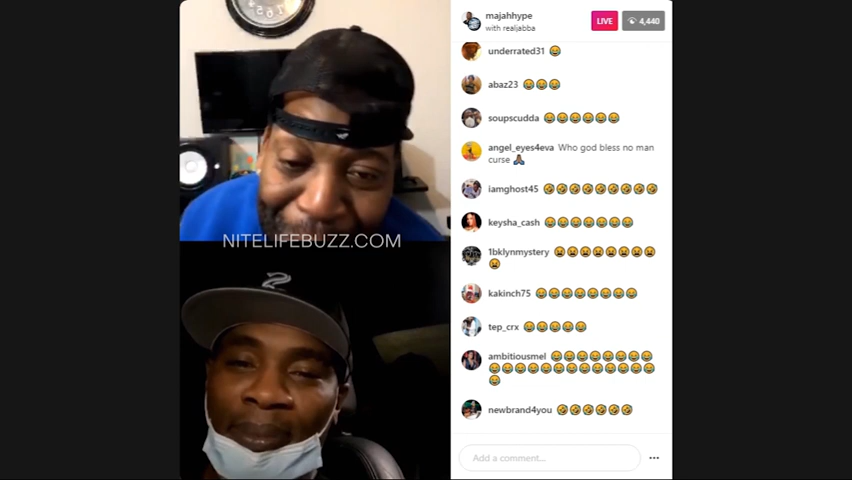 majahhype
with realjabba
LIVE
4,440
underrated31 😂
abaz23 😂😂😂
soupscudda 😂😂😂😂😂😂
angel_eyes4eva Who god bless no man
curse 🙏🏾
iamghost45 🤣🤣🤣🤣🤣🤣🤣🤣🤣
keysha_cash 😂😂😂😂😂😂😂
1bklynmystery 😫😫😫😫😫😫😫😫
😫
kakinch75 😂😂😂😂😂😂😂😂
tep_crx 😂😂😂😂😂
ambitiousmel 😂😂😂😂😂😂😂😂
😂😂😂😂😂😂😂😂😂😂😂😂😂
😂
newbrand4you 🤣🤣🤣🤣🤣🤣
Add a comment...
NITELIFEBUZZ.COM